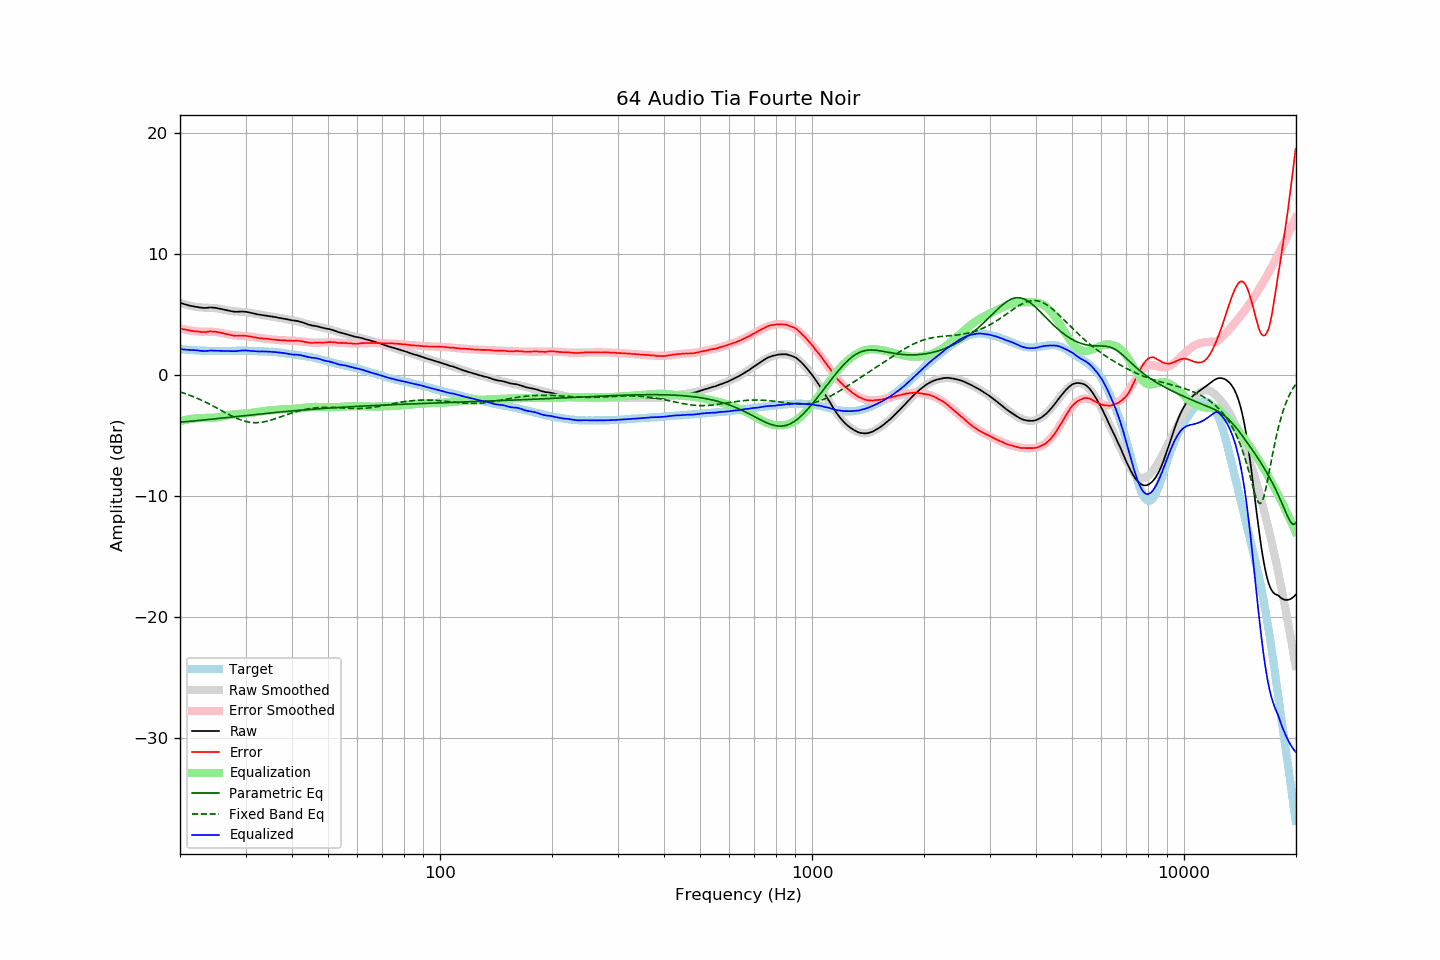 64 Audio Tia Fourte Noir
20
10
0
−10
−20
−30
Amplitude (dBr)
Target
Raw Smoothed
Error Smoothed
Raw
Error
Equalization
Parametric Eq
Fixed Band Eq
Equalized
100
1000
10000
Frequency (Hz)